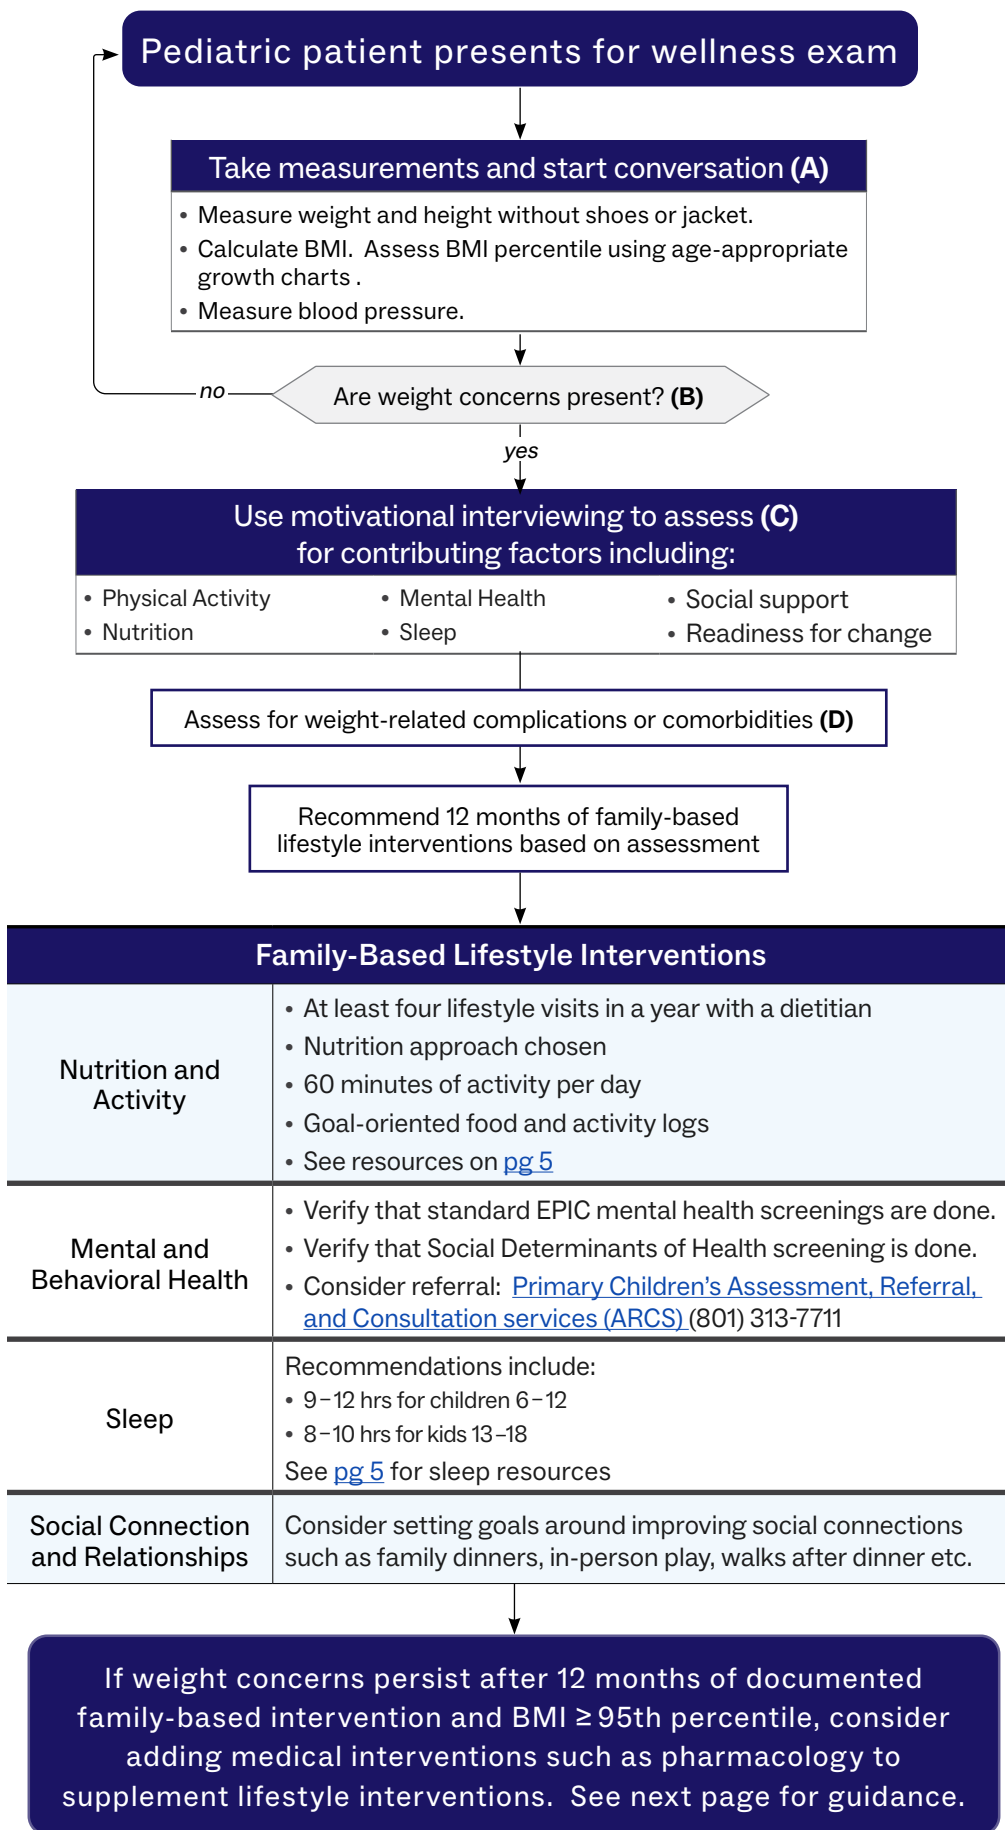 Pediatric patient presents for wellness exam
Take measurements and start conversation (A)
• Measure weight and height without shoes or jacket.
• Calculate BMI.  Assess BMI percentile using age-appropriate
growth charts .
• Measure blood pressure.
no
Are weight concerns present? (B)
yes
Use motivational interviewing to assess (C)
for contributing factors including:
• Physical Activity
• Nutrition
• Mental Health
• Sleep
• Social support
• Readiness for change
Assess for weight-related complications or comorbidities (D)
Recommend 12 months of family-based
lifestyle interventions based on assessment
Family-Based Lifestyle Interventions
Nutrition and
Activity
• At least four lifestyle visits in a year with a dietitian
• Nutrition approach chosen
• 60 minutes of activity per day
• Goal-oriented food and activity logs
• See resources on pg 5
Mental and
Behavioral Health
• Verify that standard EPIC mental health screenings are done.
• Verify that Social Determinants of Health screening is done.
• Consider referral:  Primary Children’s Assessment, Referral,
and Consultation services (ARCS) (801) 313-7711
Sleep
Recommendations include:
• 9–12 hrs for children 6–12
• 8–10 hrs for kids 13–18
See pg 5 for sleep resources
Social Connection
and Relationships
Consider setting goals around improving social connections
such as family dinners, in-person play, walks after dinner etc.
If weight concerns persist after 12 months of documented
family-based intervention and BMI ≥ 95th percentile, consider
adding medical interventions such as pharmacology to
supplement lifestyle interventions.  See next page for guidance.